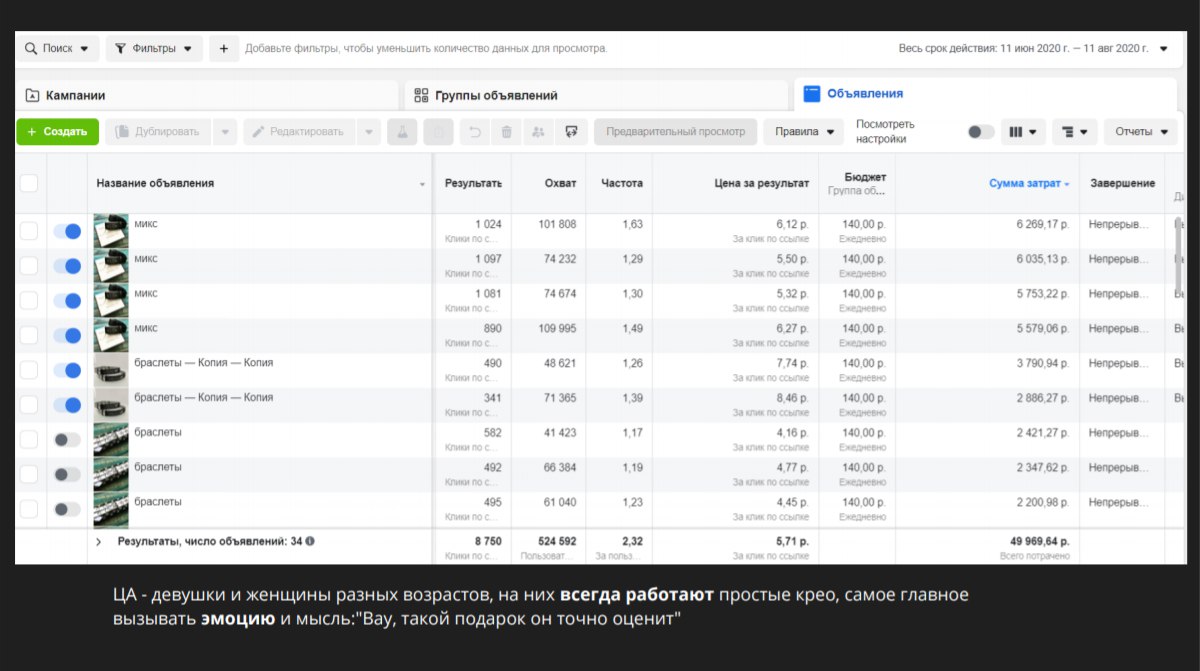 Поиск Фильтры + Добавьте фильтры, чтобы уменьшить количество данных для просмотра. Весь срок действия: 11 июн 2020 г. — 11 авг 2020 г.
Кампании Группы объявлений Объявления
+ Создать Дублировать Редактировать Предварительный просмотр Правила Посмотреть настройки Отчеты
Название объявления Результать Охват Частота Цена за результат Бюджет Сумма затрат Завершение
Группа об...
микс 1 024 101 808 1,63 6,12 р. 140,00 р. 6 269,17 р. Непрерыв...
Клики по с... За клик по ссылке Ежедневно
микс 1 097 74 232 1,29 5,50 р. 140,00 р. 6 035,13 р. Непрерыв...
Клики по с... За клик по ссылке Ежедневно
микс 1 081 74 674 1,30 5,32 р. 140,00 р. 5 753,22 р. Непрерыв...
Клики по с... За клик по ссылке Ежедневно
микс 890 109 995 1,49 6,27 р. 140,00 р. 5 579,06 р. Непрерыв...
Клики по с... За клик по ссылке Ежедневно
браслеты — Копия — Копия 490 48 621 1,26 7,74 р. 140,00 р. 3 790,94 р. Непрерыв...
Клики по с... За клик по ссылке Ежедневно
браслеты — Копия — Копия 341 71 365 1,39 8,46 р. 140,00 р. 2 886,27 р. Непрерыв...
Клики по с... За клик по ссылке Ежедневно
браслеты 582 41 423 1,17 4,16 р. 140,00 р. 2 421,27 р. Непрерыв...
Клики по с... За клик по ссылке Ежедневно
браслеты 492 66 384 1,19 4,77 р. 140,00 р. 2 347,62 р. Непрерыв...
Клики по с... За клик по ссылке Ежедневно
браслеты 495 61 040 1,23 4,45 р. 140,00 р. 2 200,98 р. Непрерыв...
Клики по с... За клик по ссылке Ежедневно
Результаты, число объявлений: 34 8 750 524 592 2,32 5,71 р. 49 969,64 р.
Клики по с... Пользоват... За польз... За клик по ссылке Всего потрачено
ЦА - девушки и женщины разных возрастов, на них всегда работают простые крео, самое главное
вызывать эмоцию и мысль:"Вау, такой подарок он точно оценит"